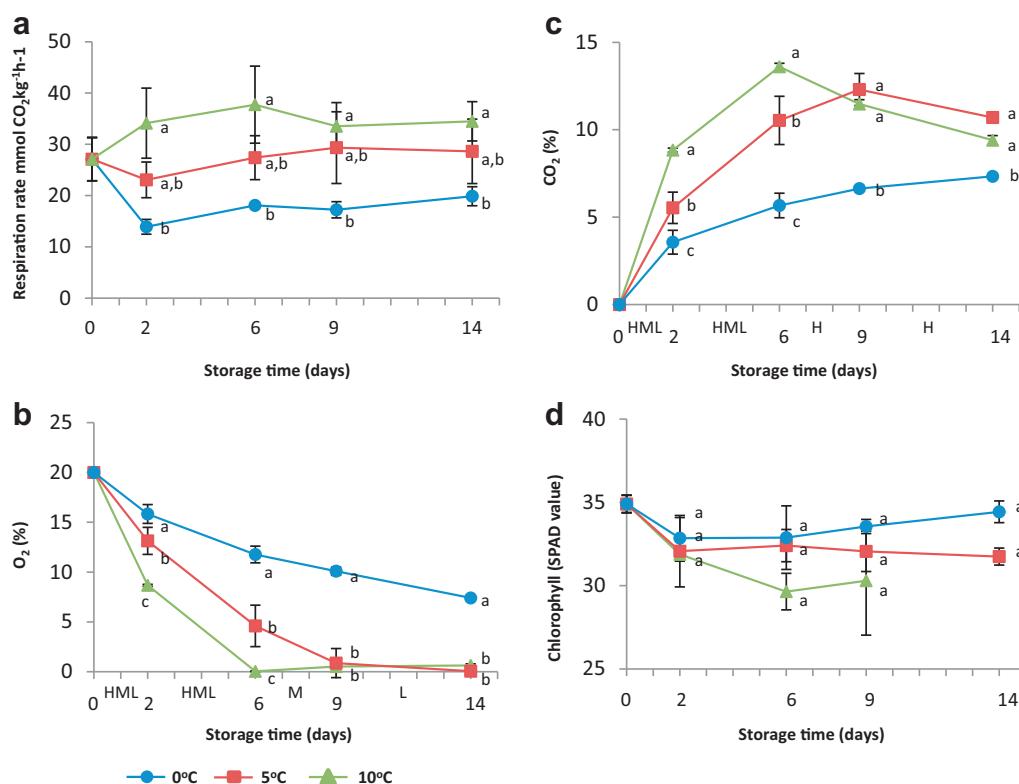 a
Respiration rate mmol CO₂kg⁻¹h-1
50
40
30
20
10
0
a
a
a
a
a,b
a,b
a,b
a,b
b
b
b
b
0 2 6 9 14
Storage time (days)
c
CO₂ (%)
15
10
5
0
a
a
a
a
b
b
a
a
c
c
b
b
HML HML H H
0 2 6 9 14
Storage time (days)
b
O₂ (%)
25
20
15
10
5
0
a
a
a
a
b
b
b
b
c
c
b
b
HML HML M L
0 2 6 9 14
Storage time (days)
d
Chlorophyll (SPAD value)
40
35
30
25
a
a
a
a
a
a
a
a
a
a
a
0 2 6 9 14
Storage time (days)
0ºC 5ºC 10ºC